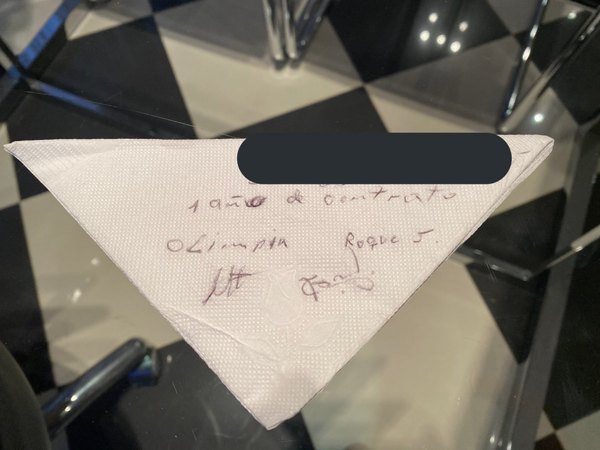 1 año de contrato
OLimpia Roque S.